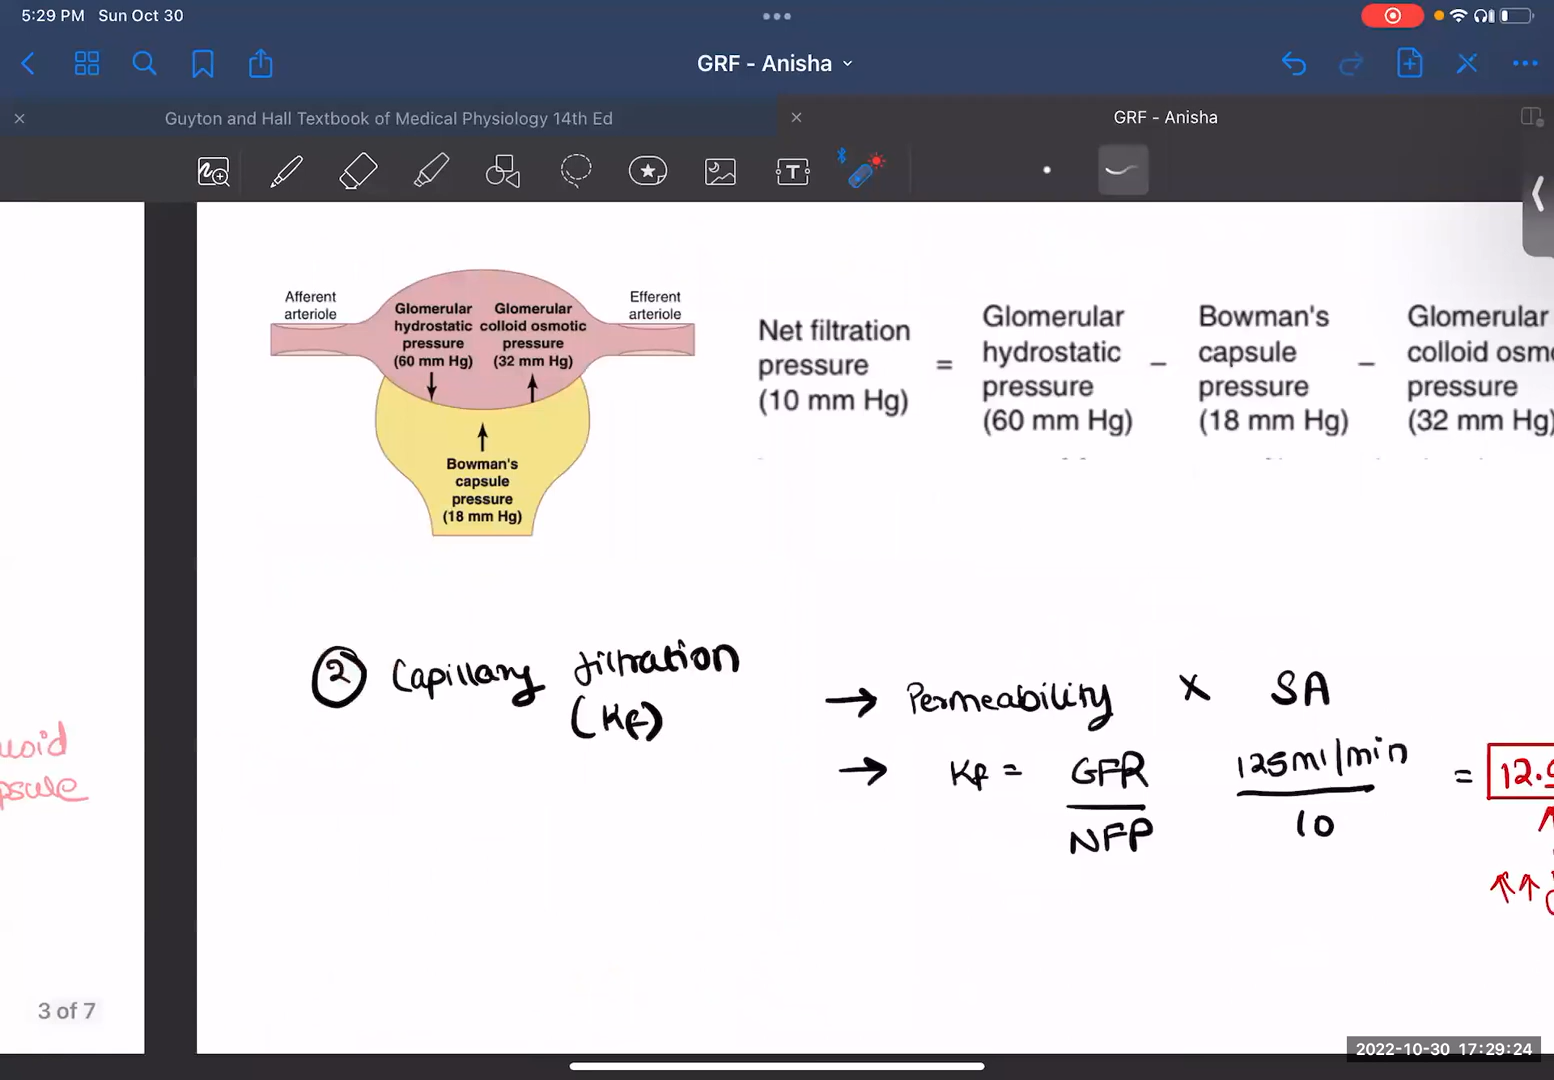 5:29 PM Sun Oct 30
GRF - Anisha
Guyton and Hall Textbook of Medical Physiology 14th Ed
GRF - Anisha
T
Afferent
arteriole
Glomerular
hydrostatic
pressure
(60 mm Hg)
Glomerular
colloid osmotic
pressure
(32 mm Hg)
Efferent
arteriole
Bowman's
capsule
pressure
(18 mm Hg)
Net filtration
pressure
(10 mm Hg)
=
Glomerular
hydrostatic
pressure
(60 mm Hg)
–
Bowman's
capsule
pressure
(18 mm Hg)
–
Glomerular
colloid osm
pressure
(32 mm Hg)
② Capillary filtration
(Kf)
→ Permeability × SA
→ Kf = GFR 125ml/min = 12.
NFP 10
↑↑
psule
3 of 7
2022-10-30 17:29:24